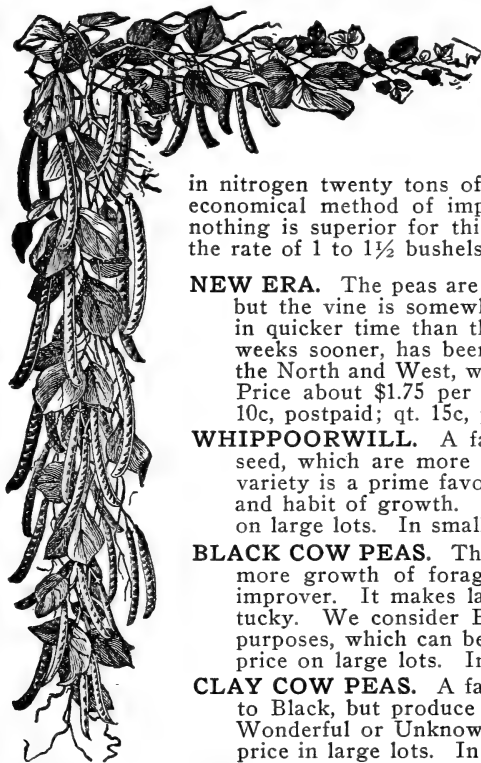 in nitrogen twenty tons of
economical method of imp
nothing is superior for thi
the rate of 1 to 1½ bushels
NEW ERA. The peas are
but the vine is somewh
in quicker time than th
weeks sooner, has been
the North and West, w
Price about $1.75 per
10c, postpaid; qt. 15c,
WHIPPOORWILL. A fa
seed, which are more
variety is a prime favo
and habit of growth.
on large lots. In small
BLACK COW PEAS. Th
more growth of forag
improver. It makes la
tucky. We consider B
purposes, which can be
price on large lots. In
CLAY COW PEAS. A fa
to Black, but produce
Wonderful or Unknow
price in large lots. In